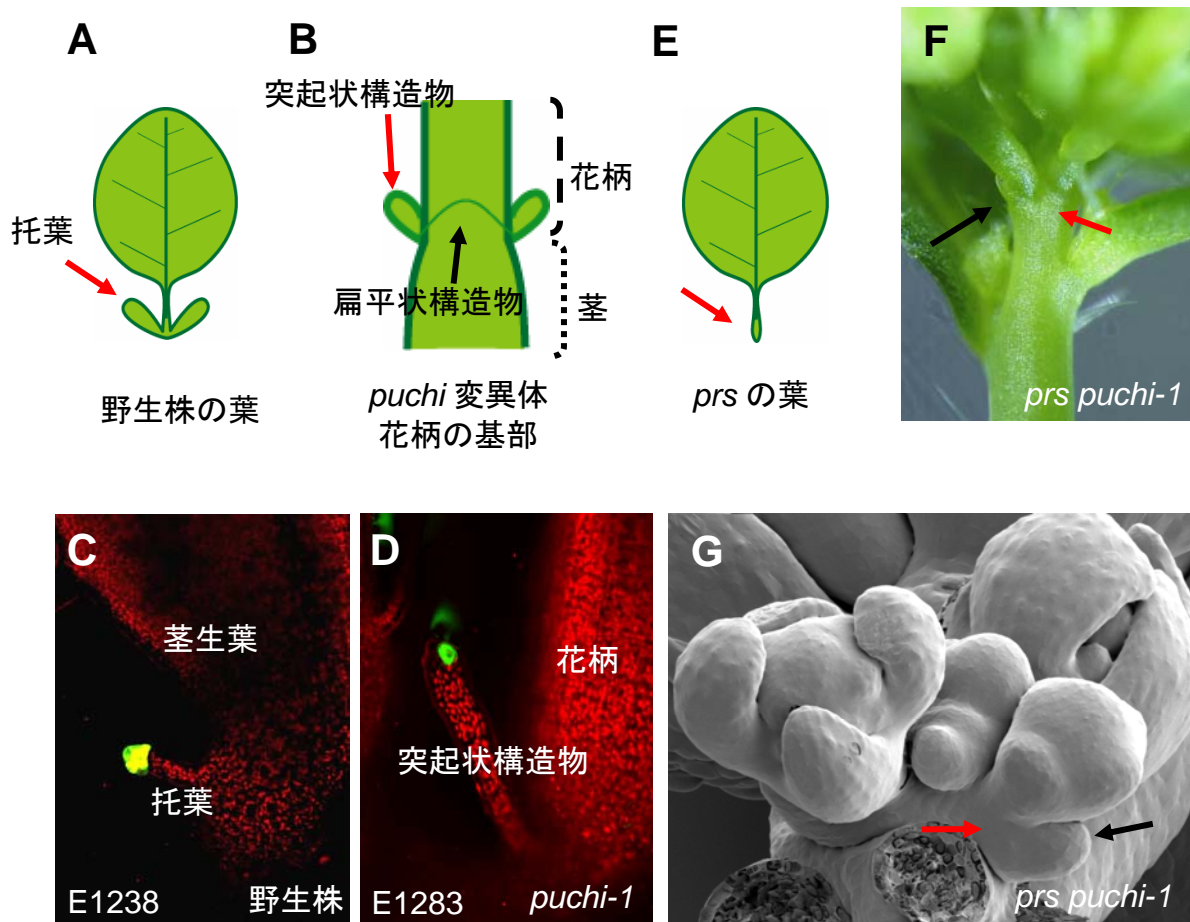 A
托葉
野生株の葉
B
突起状構造物
花柄
扁平状構造物
茎
puchi 変異体
花柄の基部
E
prs の葉
F
prs puchi-1
C
茎生葉
托葉
E1238
野生株
D
花柄
突起状構造物
E1283
puchi-1
G
prs puchi-1